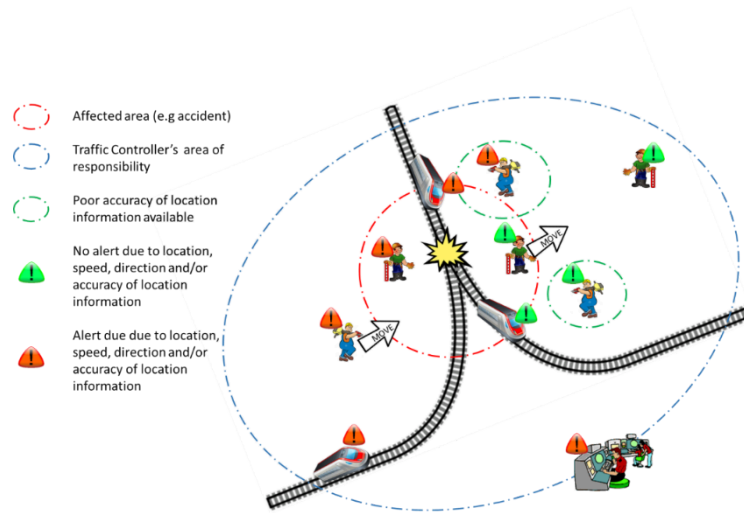 Affected area (e.g accident)
Traffic Controller's area of
responsibility
Poor accuracy of location
information available
No alert due to location,
speed, direction and/or
accuracy of location
information
Alert due due to location,
speed, direction and/or
accuracy of location
information
MOVE
MOVE